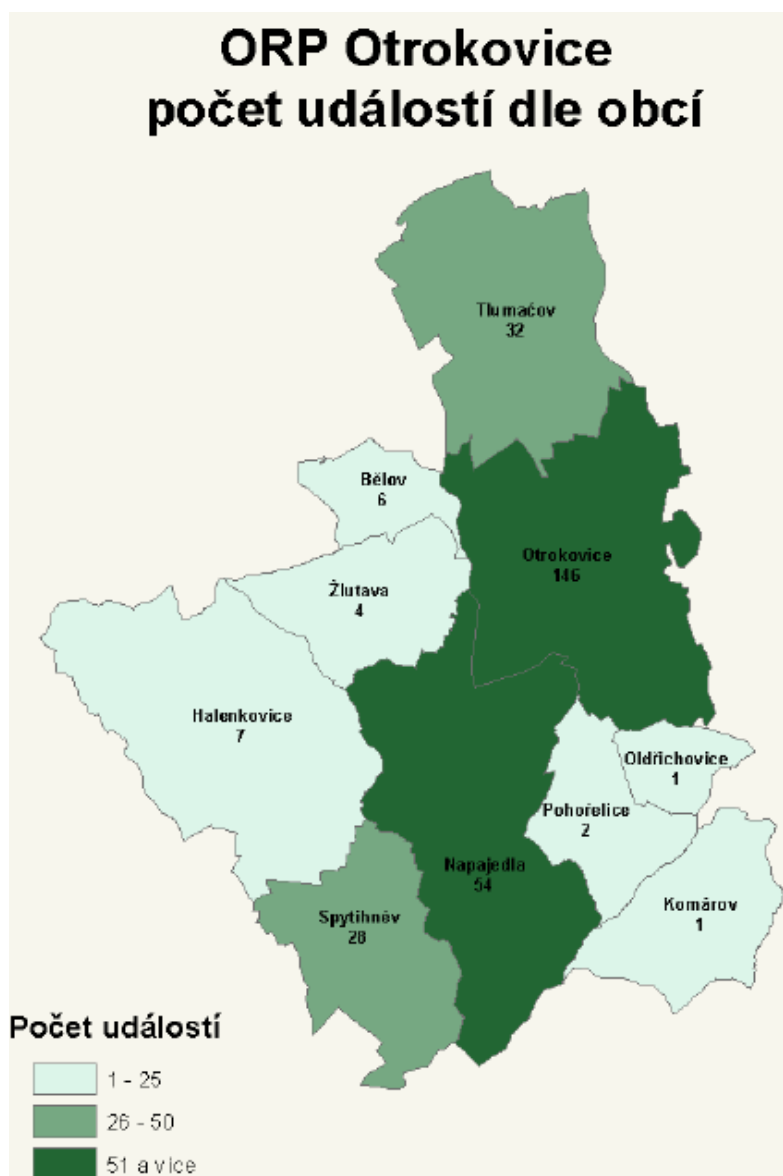 ORP Otrokovice
počet událostí dle obcí
Tlumačov
32
Bělov
6
Otrokovice
146
Žlutava
4
Halenkovice
7
Oldřichovice
1
Pohořelice
2
Napajedla
54
Komárov
1
Spytihněv
28
Počet událostí
1 - 25
26 - 50
51 a více